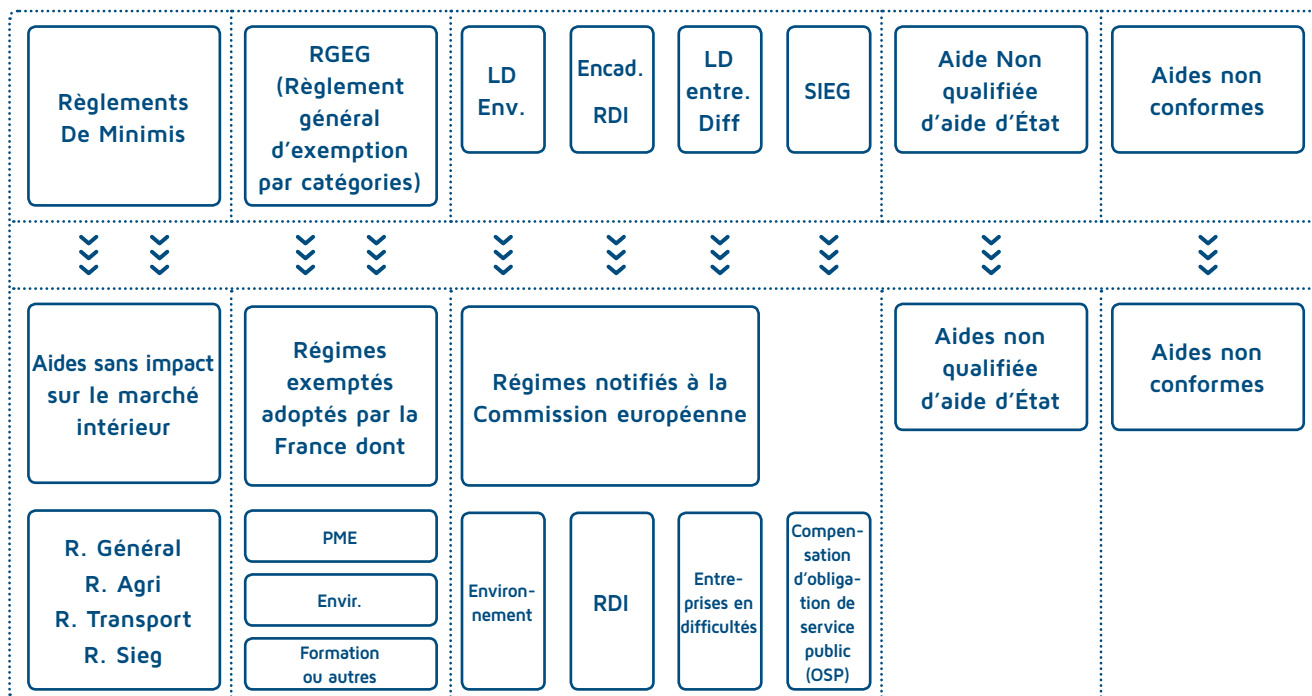 Règlements
De Minimis
RGEG
(Règlement
général
d'exemption
par catégories)
LD
Env.
Encad.
RDI
LD
entre.
Diff
SIEG
Aide Non
qualifiée
d'aide d'État
Aides non
conformes
Aides sans impact
sur le marché
intérieur
Régimes
exemptés
adoptés par la
France dont
Régimes notifiés à la
Commission européenne
Aides non
qualifiée
d'aide d'État
Aides non
conformes
R. Général
R. Agri
R. Transport
R. Sieg
PME
Envir.
Formation
ou autres
Environ-
nement
RDI
Entre-
prises en
difficultés
Compen-
sation
d'obliga-
tion de
service
public
(OSP)